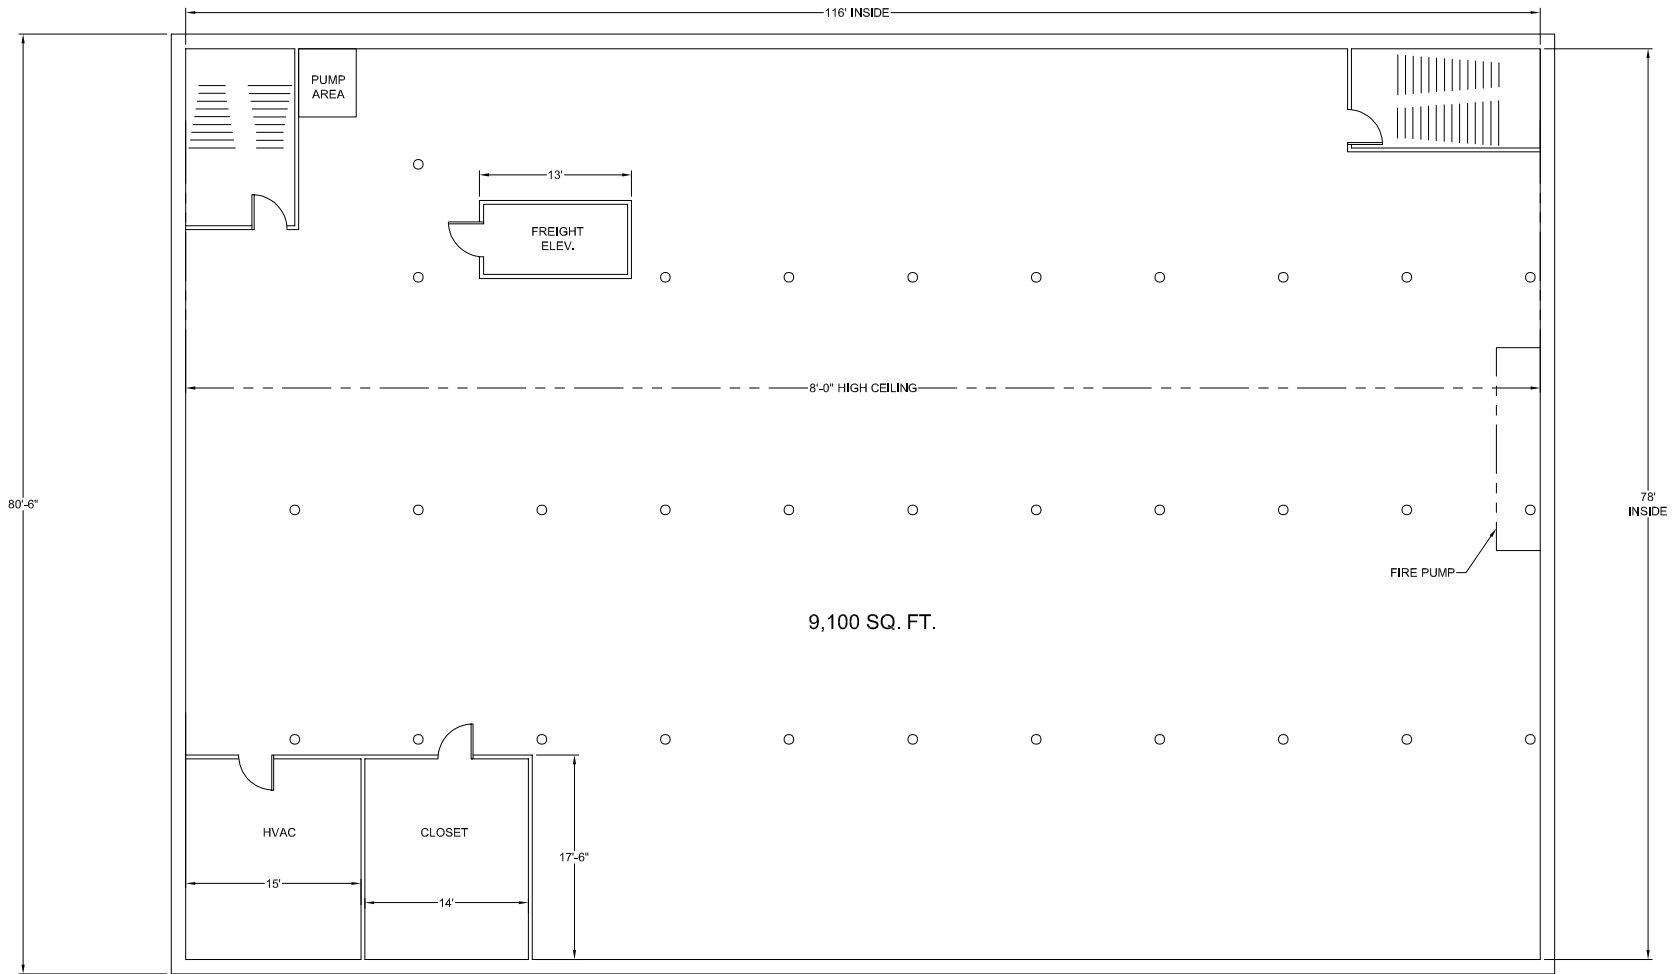 116' INSIDE
PUMP
AREA
13'
FREIGHT
ELEV.
8'-0" HIGH CEILING
80'-6"
78'
INSIDE
FIRE PUMP
9,100 SQ. FT.
HVAC
CLOSET
17'-6"
15'
14'